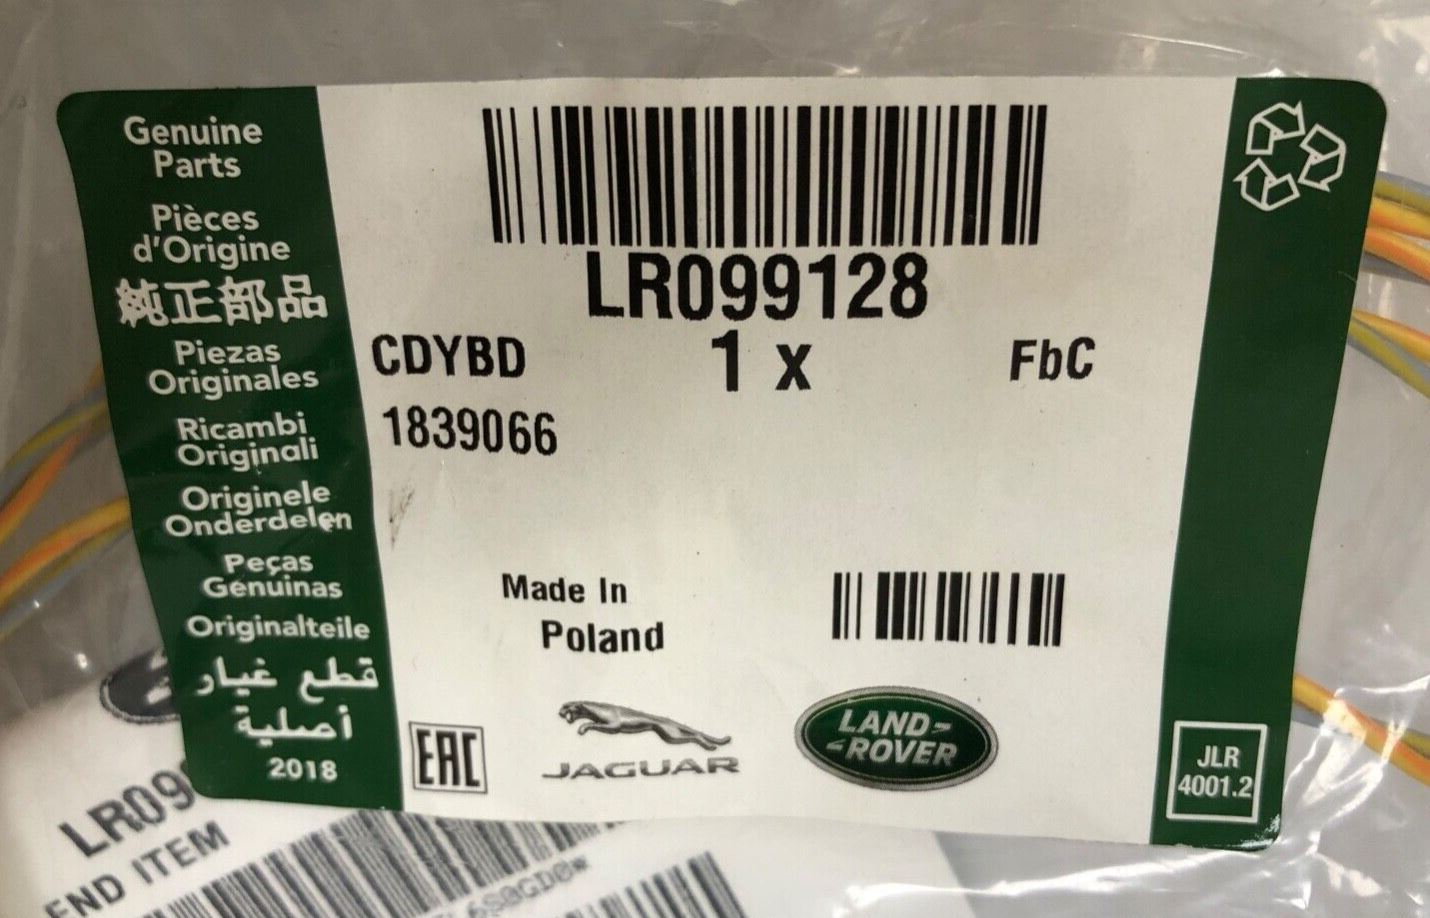 Genuine
Parts
Pièces
d'Origine
純正部品
Piezas
Originales
Ricambi
Originali
Originele
Onderdelen
Peças
Genuinas
Originalteile
قطع غيار
أصلية
2018
LR099128
CDYBD
1 x
FbC
1839066
Made In
Poland
EAC
JAGUAR
LAND-
-ROVER
JLR
4001.2
LR09
END ITEM